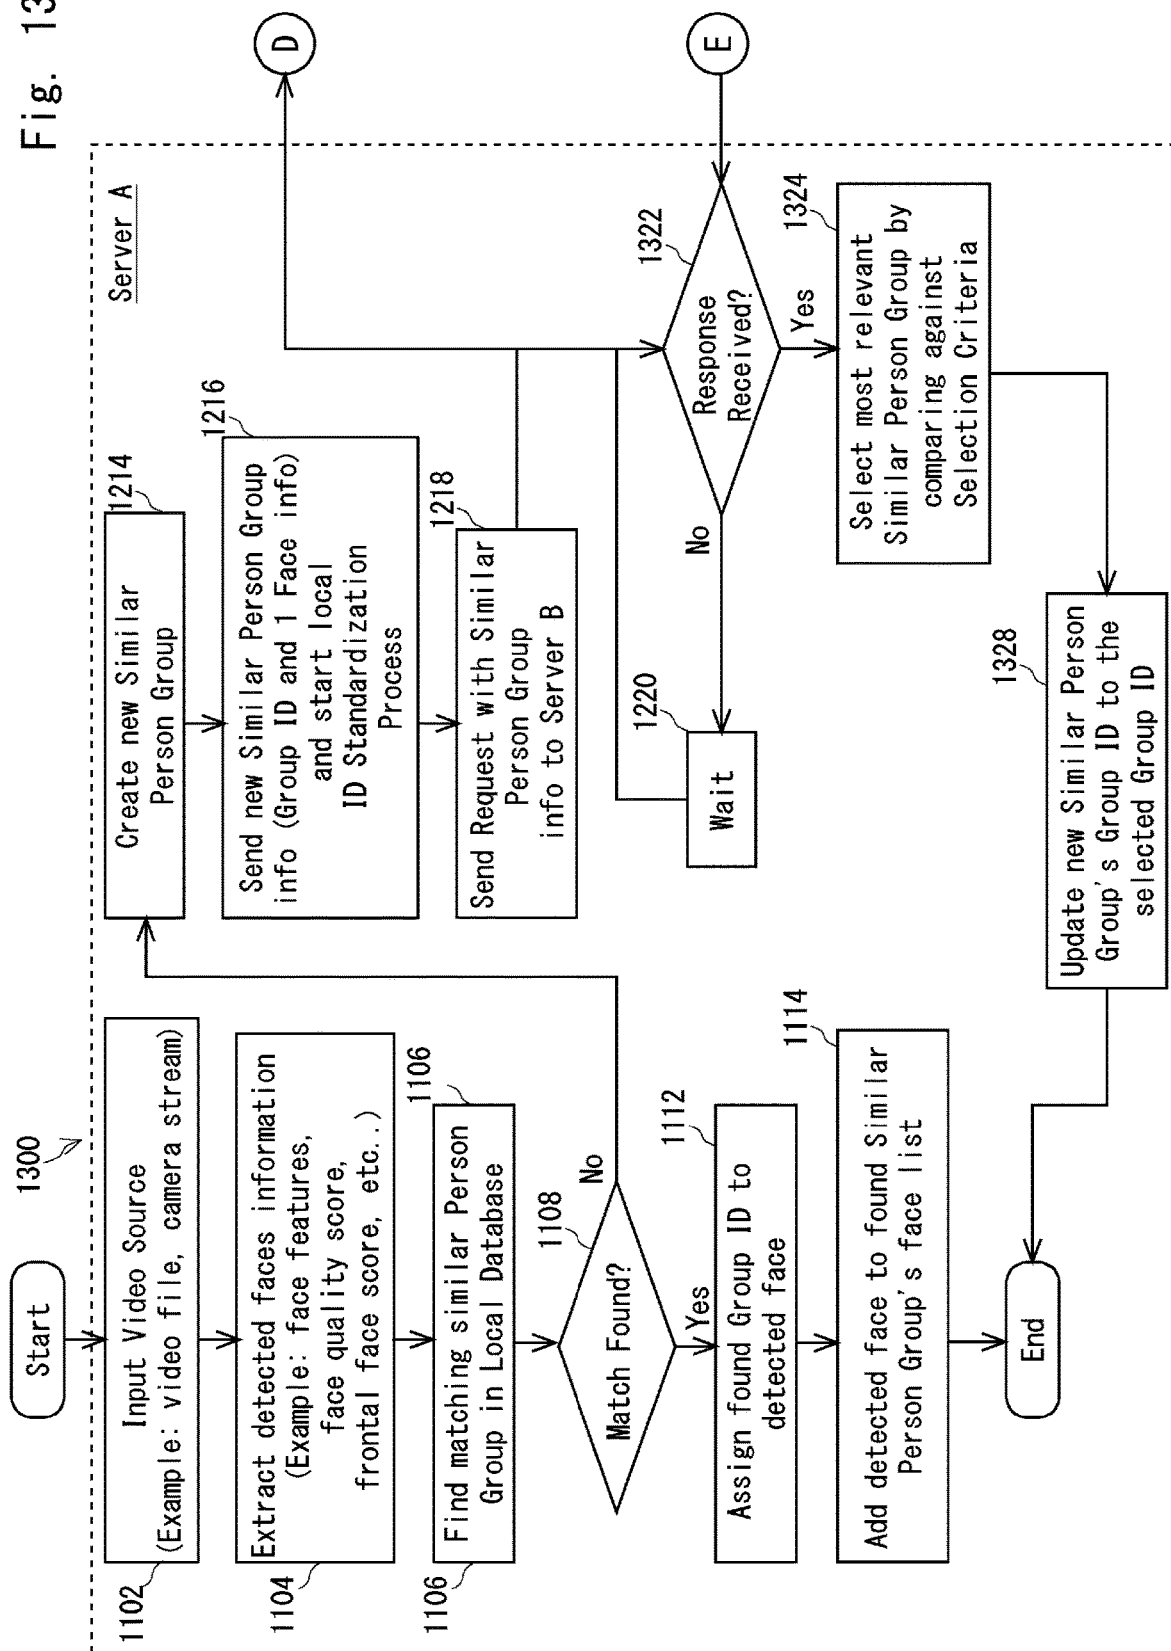 Fig. 13
1300
Start
Server A
1102
Input Video Source
(Example: video file, camera stream)
1104
Extract detected faces information
(Example: face features,
face quality score,
frontal face score, etc..)
1106
1106
Find matching similar Person
Group in Local Database
1108
Match Found?
No
Yes
1112
Assign found Group ID to
detected face
1114
Add detected face to found Similar
Person Group's face list
End
1214
Create new Similar
Person Group
1216
Send new Similar Person Group
info (Group ID and 1 Face info)
and start local
ID Standardization
Process
1218
Send Request with Similar
Person Group
info to Server B
1220
Wait
No
1322
Response
Received?
Yes
1324
Select most relevant
Similar Person Group by
comparing against
Selection Criteria
1328
Update new Similar Person
Group's Group ID to the
selected Group ID
D
E